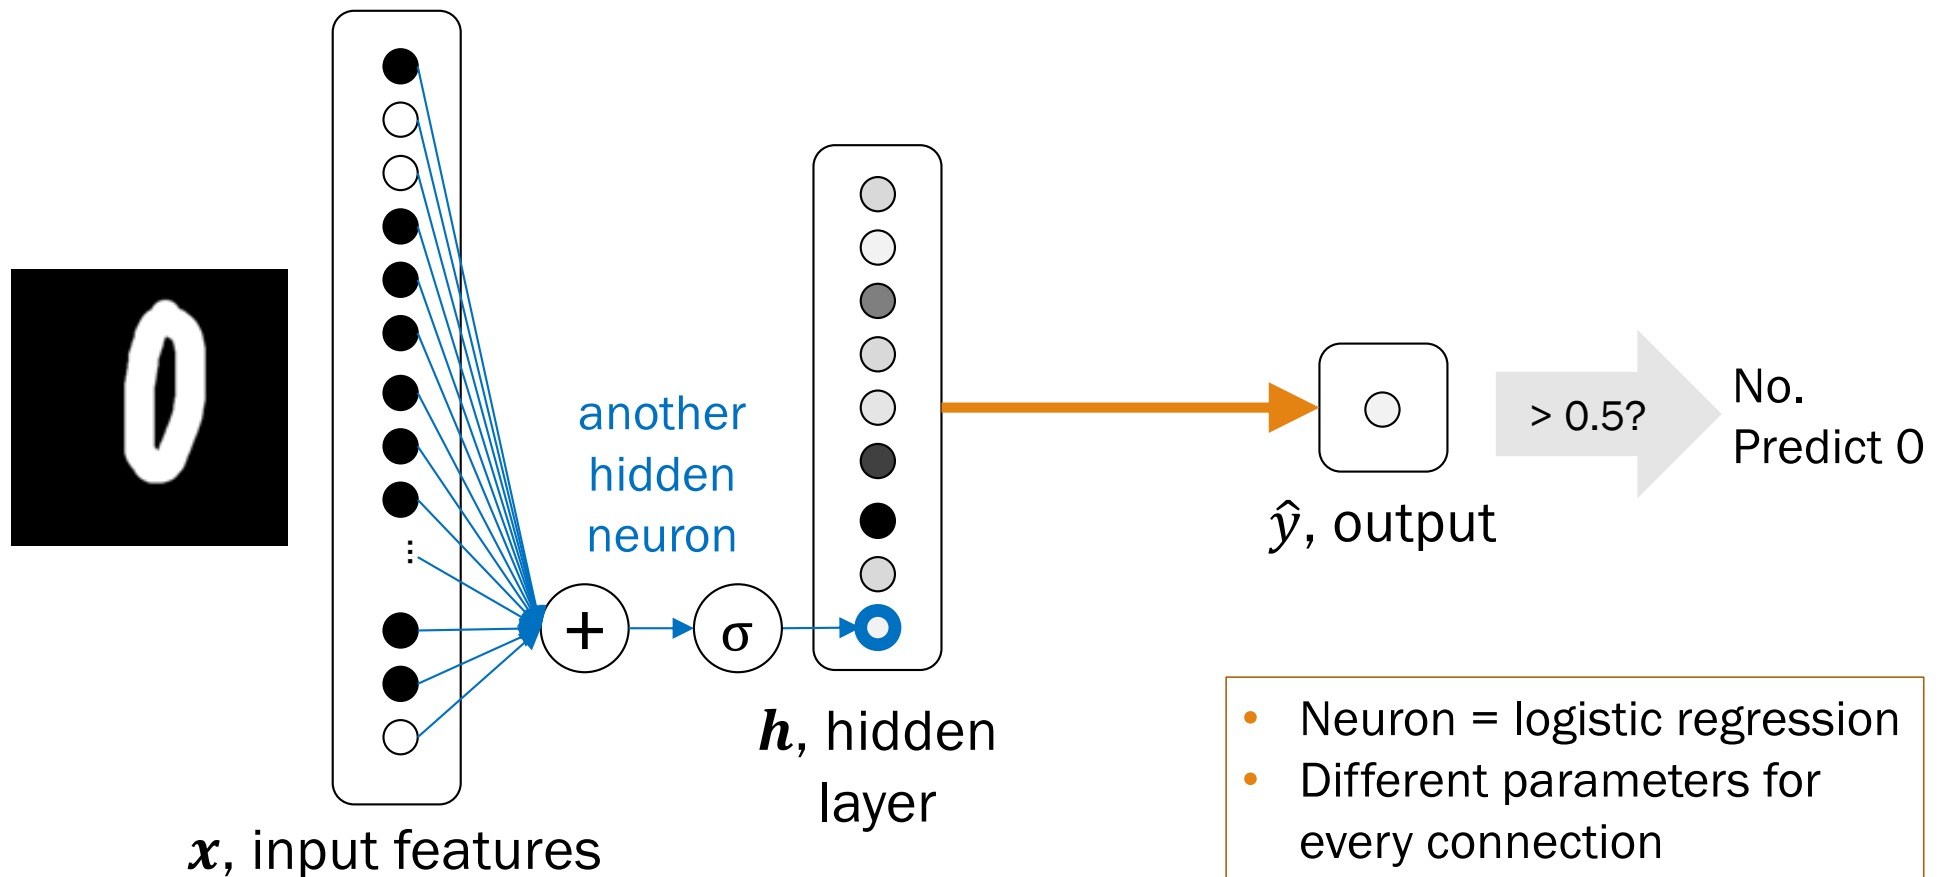 another
hidden
neuron
...
+
σ
> 0.5?
No.
Predict 0
ŷ, output
h, hidden
layer
x, input features
• Neuron = logistic regression
• Different parameters for
every connection